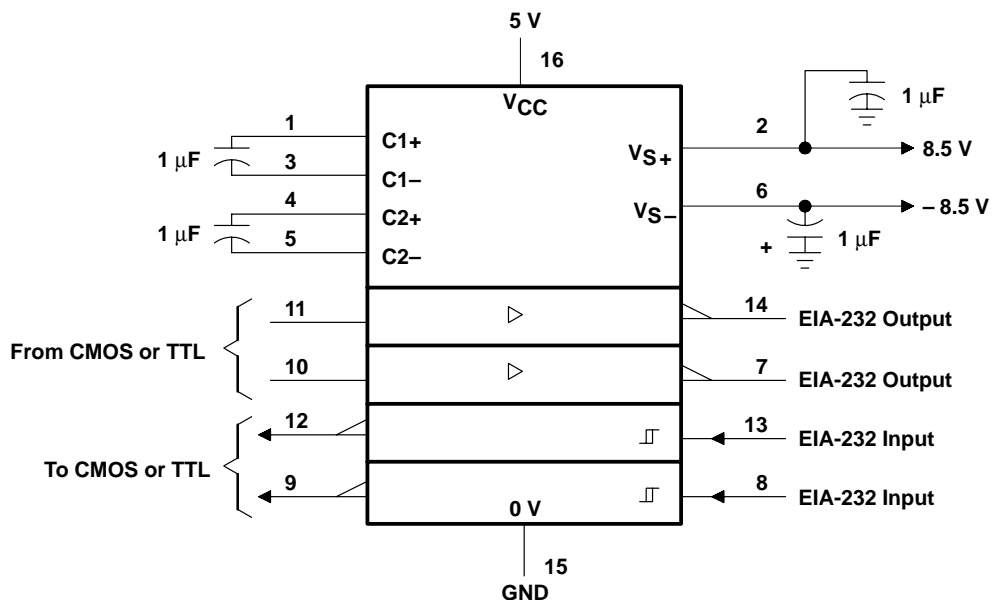 5 V
16
VCC
1
C1+
1 μF
3
C1–
4
C2+
1 μF
5
C2–
2
VS+
1 μF
8.5 V
6
VS–
– 8.5 V
+
1 μF
11
14
EIA-232 Output
From CMOS or TTL
10
7
EIA-232 Output
12
13
EIA-232 Input
To CMOS or TTL
9
8
EIA-232 Input
0 V
15
GND